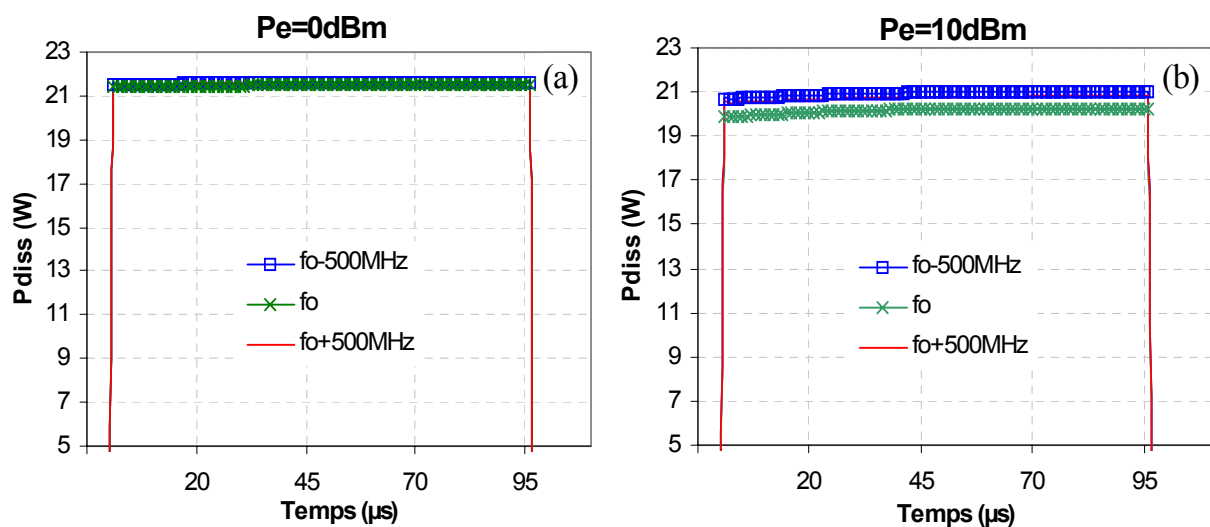 Pe=0dBm
23
21
19
17
15
13
11
9
7
5
Pdiss (W)
(a)
fo-500MHz
fo
fo+500MHz
20
45
70
95
Temps (µs)
Pe=10dBm
23
21
19
17
15
13
11
9
7
5
Pdiss (W)
(b)
fo-500MHz
fo
fo+500MHz
20
45
70
95
Temps (µs)